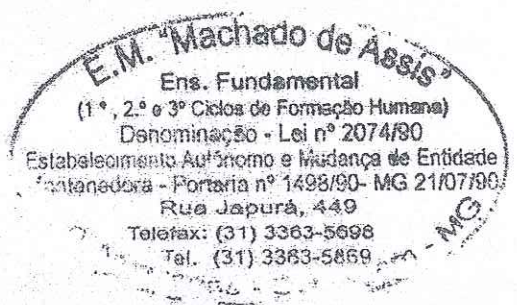 E.M. "Machado de Assis"
Ens. Fundamental
(1º, 2.º e 3º Ciclos de Formação Humana)
Denominação - Lei nº 2074/90
Estabelecimento Autônomo e Mudança de Entidade
Mantenedora - Portaria nº 1498/90- MG 21/07/90
Rua Japurá, 449
Telefax: (31) 3363-5698
Tel. (31) 3363-5869
- MG